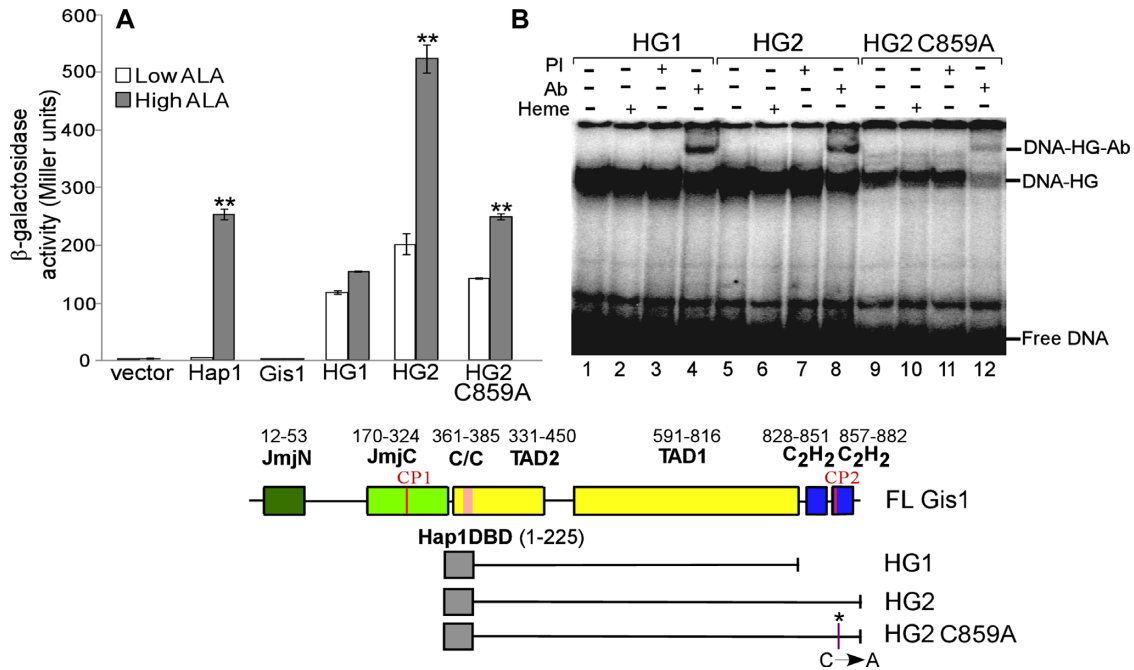 A
β-galactosidase
activity (Miller units)
600
500
400
300
200
100
0
Low ALA
High ALA
**
**
**
vector Hap1 Gis1 HG1 HG2 HG2
C859A
B
HG1 HG2 HG2 C859A
PI - - + - - - + - - - + -
Ab - - - + - - - + - - - +
Heme - + - - - + - - - + - -
DNA-HG-Ab
DNA-HG
Free DNA
1 2 3 4 5 6 7 8 9 10 11 12
12-53 170-324 361-385 331-450 591-816 828-851 857-882
JmjN JmjC C/C TAD2 TAD1 C2H2 C2H2
CP1 CP2
FL Gis1
Hap1DBD (1-225)
HG1
HG2
*
HG2 C859A
C→A